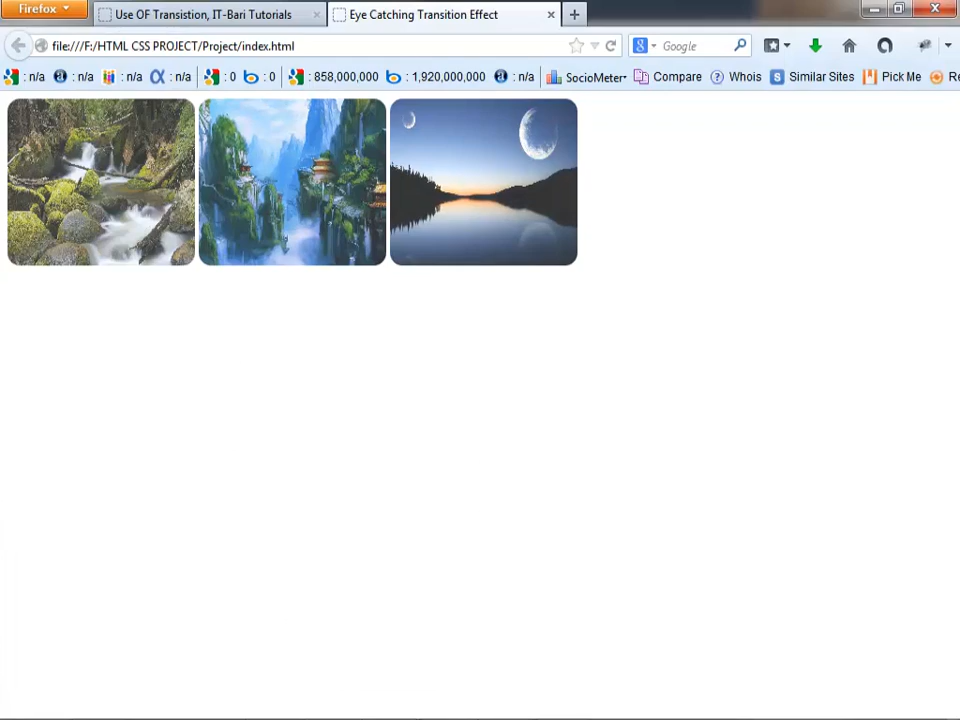 Firefox
Use OF Transistion, IT-Bari Tutorials
Eye Catching Transition Effect
file:///F:/HTML CSS PROJECT/Project/index.html
Google
: n/a : n/a : n/a : n/a : 0 : 0 : 858,000,000 : 1,920,000,000 : n/a SocioMeter Compare Whois Similar Sites Pick Me Re